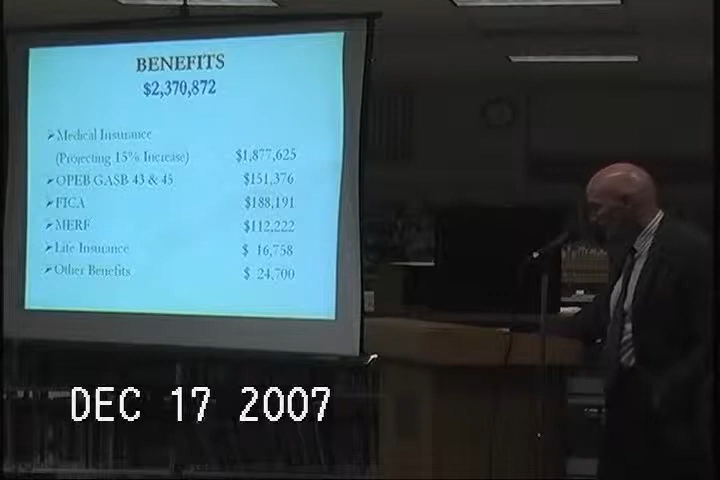 BENEFITS
$2,370,872
➢Medical Insurance
(Projecting 15% Increase) $1,877,625
➢OPEB GASB 43 & 45 $151,376
➢FICA $188,191
➢MERF $112,222
➢Life Insurance $ 16,758
➢Other Benefits $ 24,700
DEC 17 2007